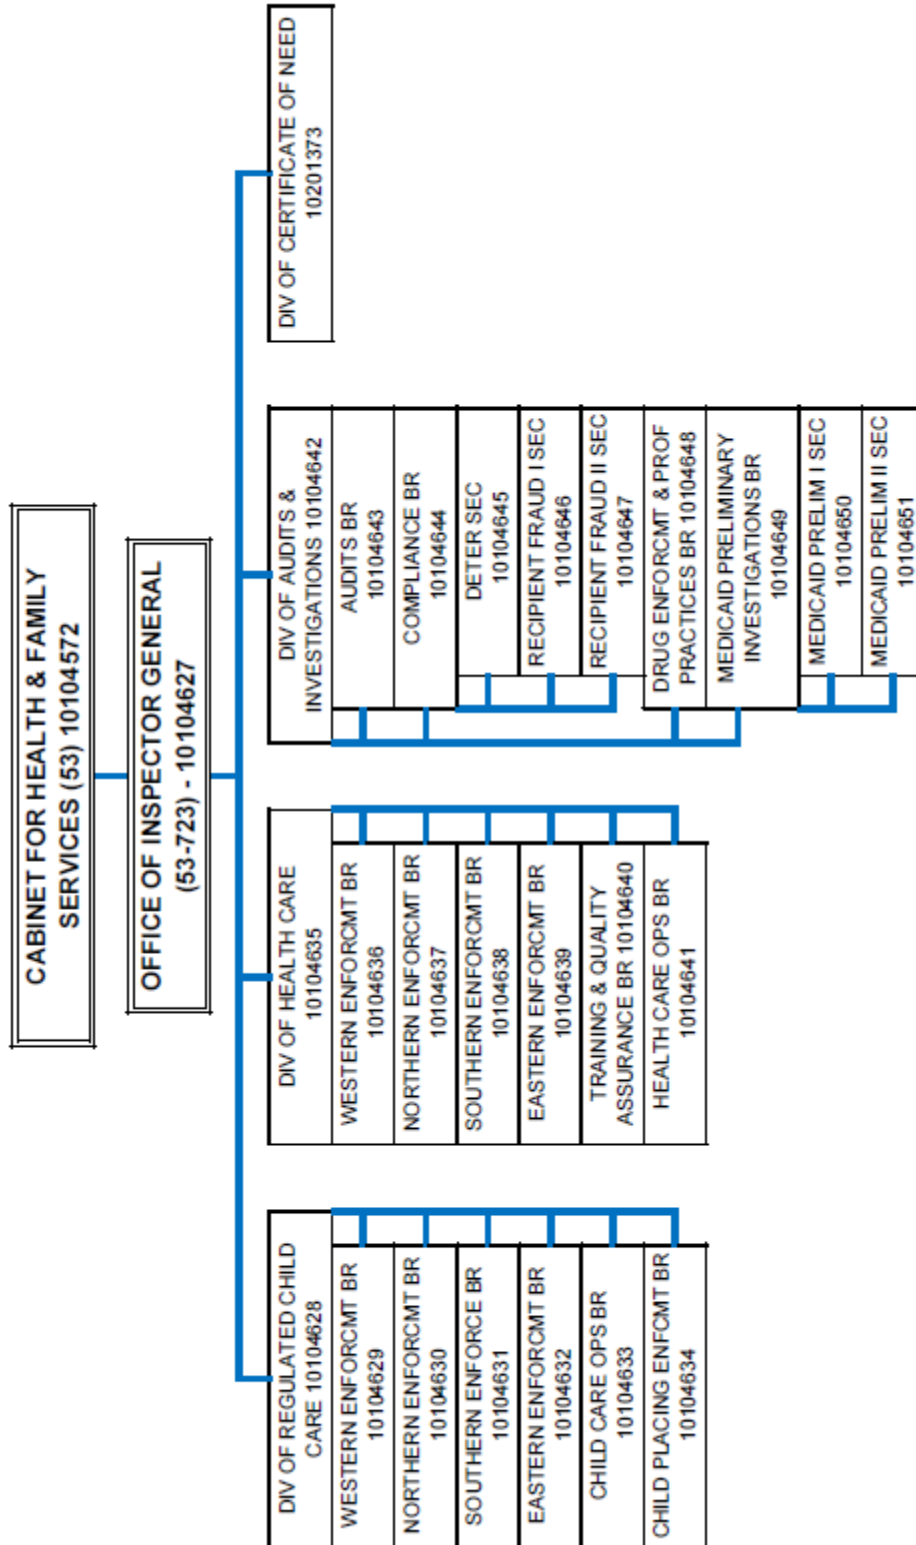 CABINET FOR HEALTH & FAMILY
SERVICES (53) 10104572
OFFICE OF INSPECTOR GENERAL
(53-723) - 10104627
DIV OF REGULATED CHILD
CARE 10104628
WESTERN ENFORCMT BR
10104629
NORTHERN ENFORCMT BR
10104630
SOUTHERN ENFORCE BR
10104631
EASTERN ENFORCMT BR
10104632
CHILD CARE OPS BR
10104633
CHILD PLACING ENFCMT BR
10104634
DIV OF HEALTH CARE
10104635
WESTERN ENFORCMT BR
10104636
NORTHERN ENFORCMT BR
10104637
SOUTHERN ENFORCMT BR
10104638
EASTERN ENFORCMT BR
10104639
TRAINING & QUALITY
ASSURANCE BR 10104640
HEALTH CARE OPS BR
10104641
DIV OF AUDITS &
INVESTIGATIONS 10104642
AUDITS BR
10104643
COMPLIANCE BR
10104644
DETER SEC
10104645
RECIPIENT FRAUD I SEC
10104646
RECIPIENT FRAUD II SEC
10104647
DRUG ENFORCMT & PROF
PRACTICES BR 10104648
MEDICAID PRELIMINARY
INVESTIGATIONS BR
10104649
MEDICAID PRELIM I SEC
10104650
MEDICAID PRELIM II SEC
10104651
DIV OF CERTIFICATE OF NEED
10201373